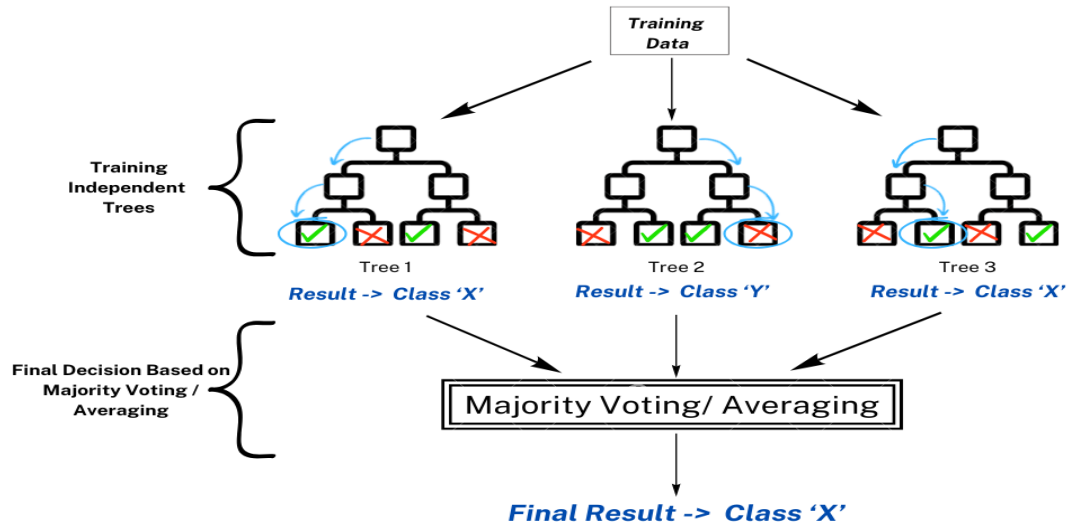 Training
Data
Training
Independent
Trees
Tree 1
Tree 2
Tree 3
Result -> Class ‘X’
Result -> Class ‘Y’
Result -> Class ‘X’
Final Decision Based on
Majority Voting /
Averaging
Majority Voting/ Averaging
Final Result -> Class ‘X’